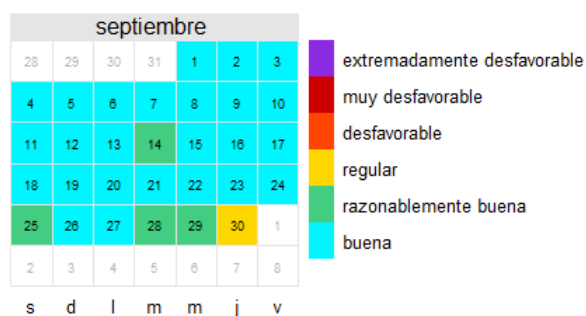 septiembre
28 29 30 31 1 2 3
4 5 6 7 8 9 10
11 12 13 14 15 16 17
18 19 20 21 22 23 24
25 26 27 28 29 30 1
2 3 4 5 6 7 8
s d l m m j v
extremadamente desfavorable
muy desfavorable
desfavorable
regular
razonablemente buena
buena